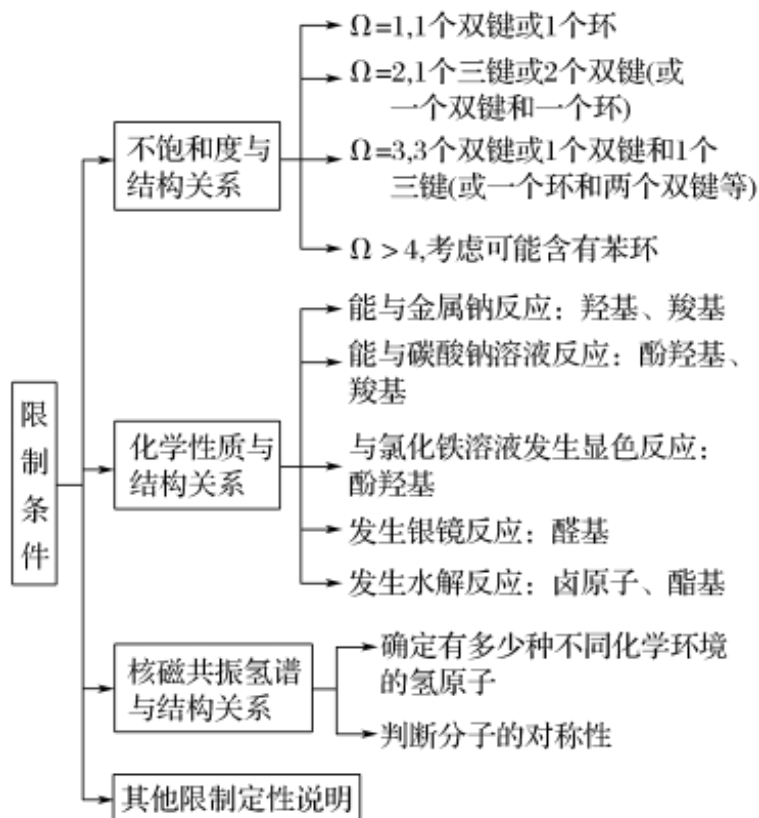 Ω=1,1个双键或1个环
Ω=2,1个三键或2个双键(或
一个双键和一个环)
不饱和度与
结构关系
Ω=3,3个双键或1个双键和1个
三键(或一个环和两个双键等)
Ω>4,考虑可能含有苯环
能与金属钠反应：羟基、羧基
能与碳酸钠溶液反应：酚羟基、
羧基
限
制
条
件
化学性质与
结构关系
与氯化铁溶液发生显色反应：
酚羟基
发生银镜反应：醛基
发生水解反应：卤原子、酯基
核磁共振氢谱
与结构关系
确定有多少种不同化学环境
的氢原子
判断分子的对称性
其他限制定性说明